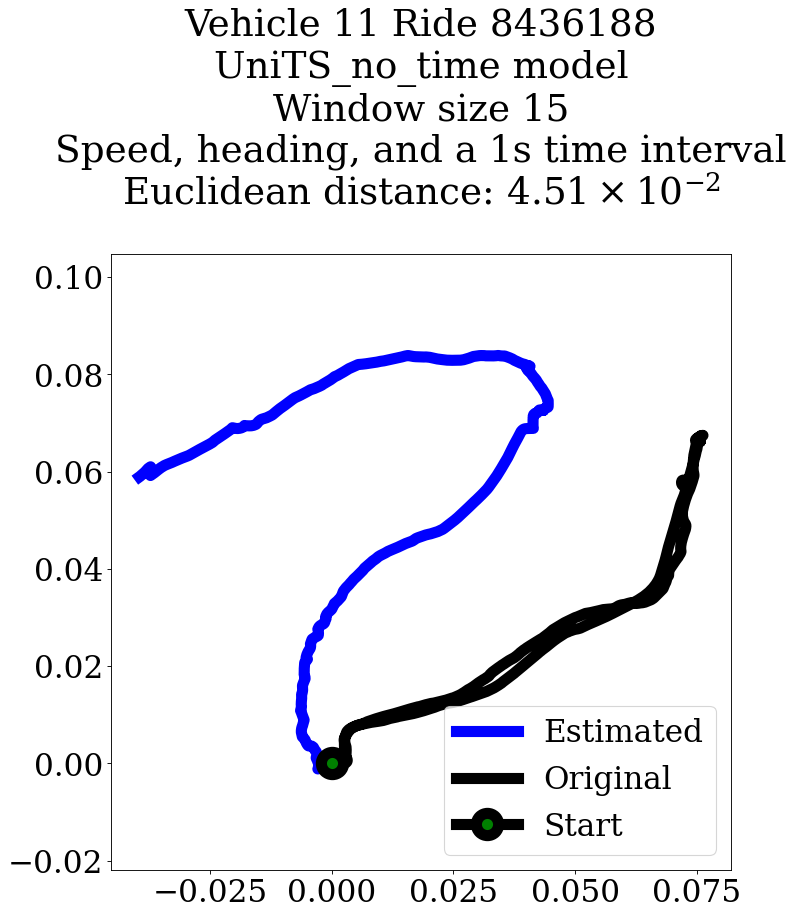 Vehicle 11 Ride 8436188
UniTS_no_time model
Window size 15
Speed, heading, and a 1s time interval
Euclidean distance: 4.51 × 10⁻²
0.10
0.08
0.06
0.04
0.02
0.00
−0.02
−0.025 0.000 0.025 0.050 0.075
Estimated
Original
Start